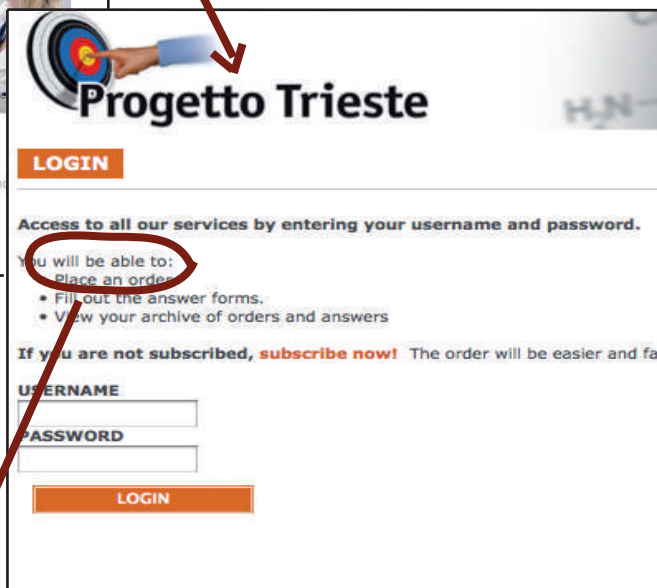 Progetto Trieste
H₂N
LOGIN
Access to all our services by entering your username and password.
You will be able to:
• Place an order
• Fill out the answer forms.
• View your archive of orders and answers
If you are not subscribed, subscribe now! The order will be easier and fa
USERNAME
PASSWORD
LOGIN